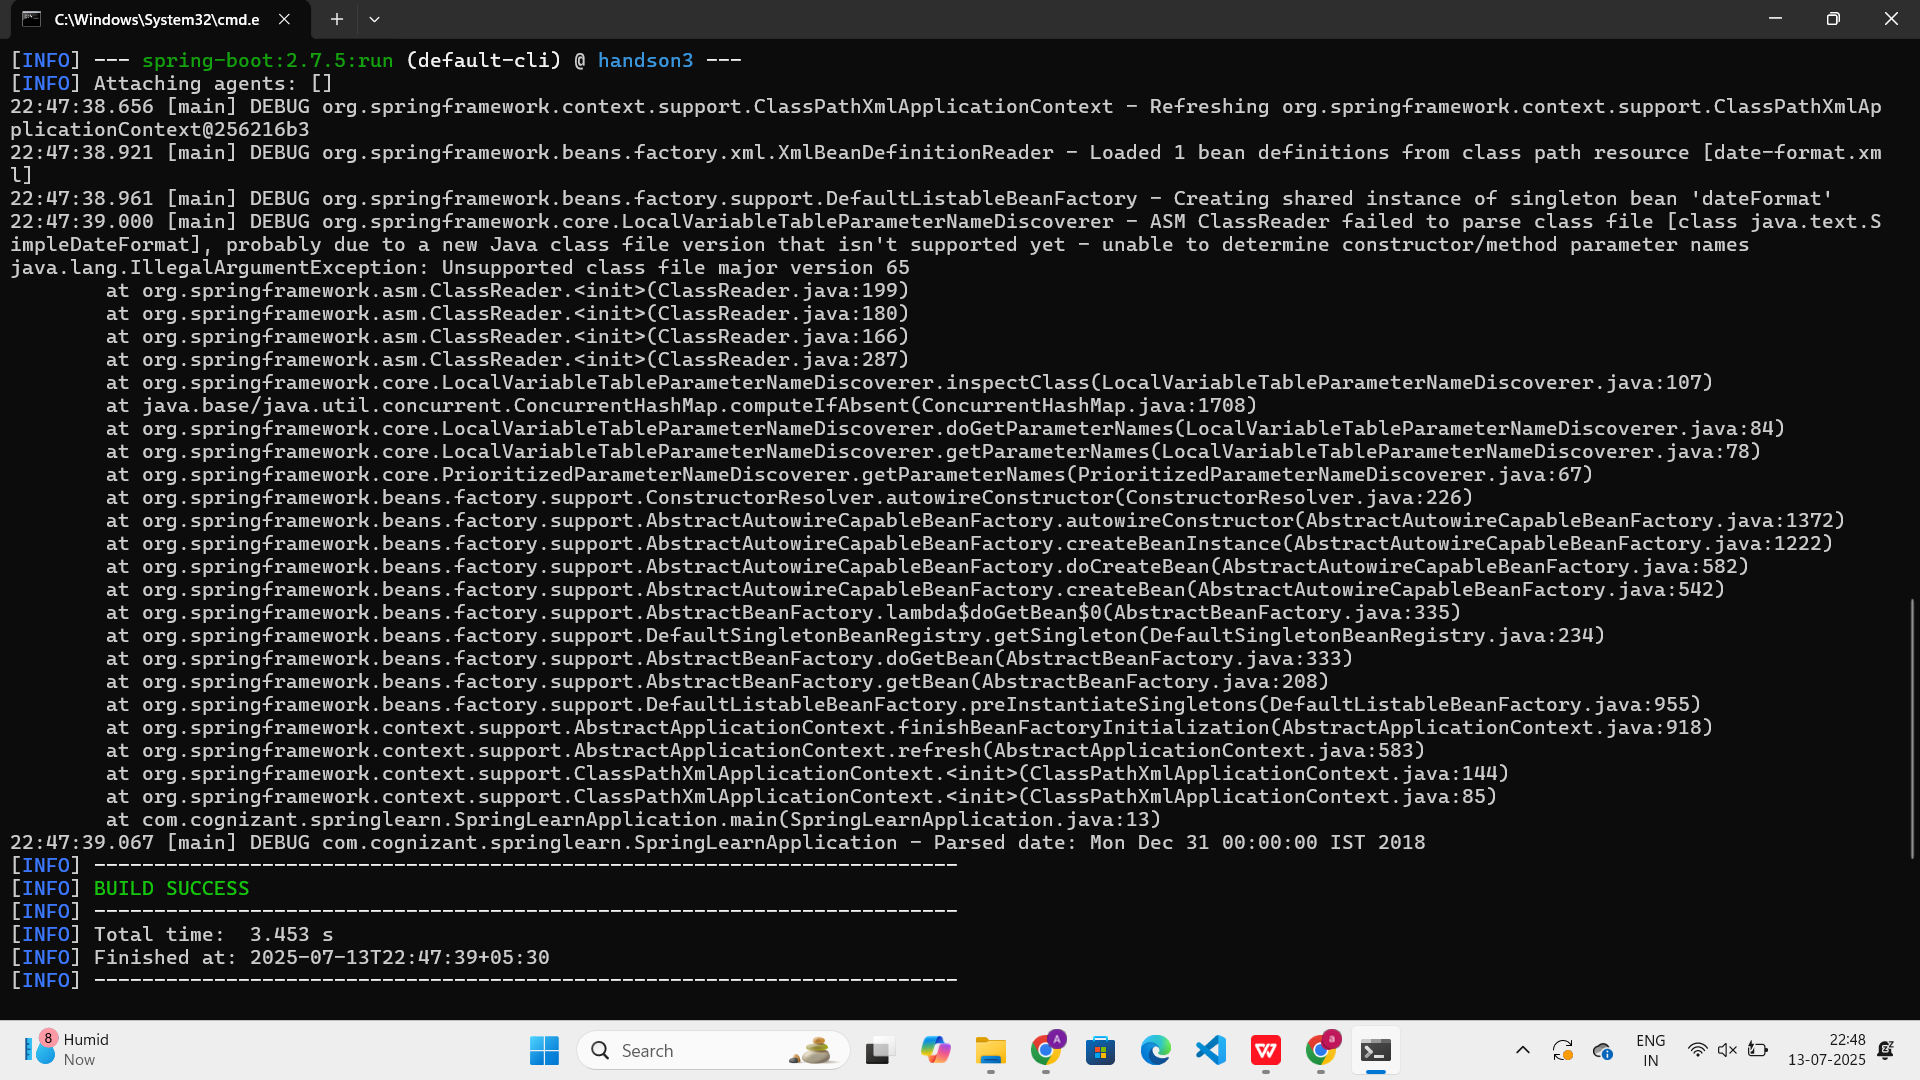 C:\Windows\System32\cmd.e
[INFO] --- spring-boot:2.7.5:run (default-cli) @ handson3 ---
[INFO] Attaching agents: []
22:47:38.656 [main] DEBUG org.springframework.context.support.ClassPathXmlApplicationContext - Refreshing org.springframework.context.support.ClassPathXmlAp
plicationContext@256216b3
22:47:38.921 [main] DEBUG org.springframework.beans.factory.xml.XmlBeanDefinitionReader - Loaded 1 bean definitions from class path resource [date-format.xm
l]
22:47:38.961 [main] DEBUG org.springframework.beans.factory.support.DefaultListableBeanFactory - Creating shared instance of singleton bean 'dateFormat'
22:47:39.000 [main] DEBUG org.springframework.core.LocalVariableTableParameterNameDiscoverer - ASM ClassReader failed to parse class file [class java.text.S
impleDateFormat], probably due to a new Java class file version that isn't supported yet - unable to determine constructor/method parameter names
java.lang.IllegalArgumentException: Unsupported class file major version 65
at org.springframework.asm.ClassReader.<init>(ClassReader.java:199)
at org.springframework.asm.ClassReader.<init>(ClassReader.java:180)
at org.springframework.asm.ClassReader.<init>(ClassReader.java:166)
at org.springframework.asm.ClassReader.<init>(ClassReader.java:287)
at org.springframework.core.LocalVariableTableParameterNameDiscoverer.inspectClass(LocalVariableTableParameterNameDiscoverer.java:107)
at java.base/java.util.concurrent.ConcurrentHashMap.computeIfAbsent(ConcurrentHashMap.java:1708)
at org.springframework.core.LocalVariableTableParameterNameDiscoverer.doGetParameterNames(LocalVariableTableParameterNameDiscoverer.java:84)
at org.springframework.core.LocalVariableTableParameterNameDiscoverer.getParameterNames(LocalVariableTableParameterNameDiscoverer.java:78)
at org.springframework.core.PrioritizedParameterNameDiscoverer.getParameterNames(PrioritizedParameterNameDiscoverer.java:67)
at org.springframework.beans.factory.support.ConstructorResolver.autowireConstructor(ConstructorResolver.java:226)
at org.springframework.beans.factory.support.AbstractAutowireCapableBeanFactory.autowireConstructor(AbstractAutowireCapableBeanFactory.java:1372)
at org.springframework.beans.factory.support.AbstractAutowireCapableBeanFactory.createBeanInstance(AbstractAutowireCapableBeanFactory.java:1222)
at org.springframework.beans.factory.support.AbstractAutowireCapableBeanFactory.doCreateBean(AbstractAutowireCapableBeanFactory.java:582)
at org.springframework.beans.factory.support.AbstractAutowireCapableBeanFactory.createBean(AbstractAutowireCapableBeanFactory.java:542)
at org.springframework.beans.factory.support.AbstractBeanFactory.lambda$doGetBean$0(AbstractBeanFactory.java:335)
at org.springframework.beans.factory.support.DefaultSingletonBeanRegistry.getSingleton(DefaultSingletonBeanRegistry.java:234)
at org.springframework.beans.factory.support.AbstractBeanFactory.doGetBean(AbstractBeanFactory.java:333)
at org.springframework.beans.factory.support.AbstractBeanFactory.getBean(AbstractBeanFactory.java:208)
at org.springframework.beans.factory.support.DefaultListableBeanFactory.preInstantiateSingletons(DefaultListableBeanFactory.java:955)
at org.springframework.context.support.AbstractApplicationContext.finishBeanFactoryInitialization(AbstractApplicationContext.java:918)
at org.springframework.context.support.AbstractApplicationContext.refresh(AbstractApplicationContext.java:583)
at org.springframework.context.support.ClassPathXmlApplicationContext.<init>(ClassPathXmlApplicationContext.java:144)
at org.springframework.context.support.ClassPathXmlApplicationContext.<init>(ClassPathXmlApplicationContext.java:85)
at com.cognizant.springlearn.SpringLearnApplication.main(SpringLearnApplication.java:13)
22:47:39.067 [main] DEBUG com.cognizant.springlearn.SpringLearnApplication - Parsed date: Mon Dec 31 00:00:00 IST 2018
[INFO] ------------------------------------------------------------------------
[INFO] BUILD SUCCESS
[INFO] ------------------------------------------------------------------------
[INFO] Total time:  3.453 s
[INFO] Finished at: 2025-07-13T22:47:39+05:30
[INFO] ------------------------------------------------------------------------
8
Humid
Now
Search
A
a
ENG
IN
22:48
13-07-2025